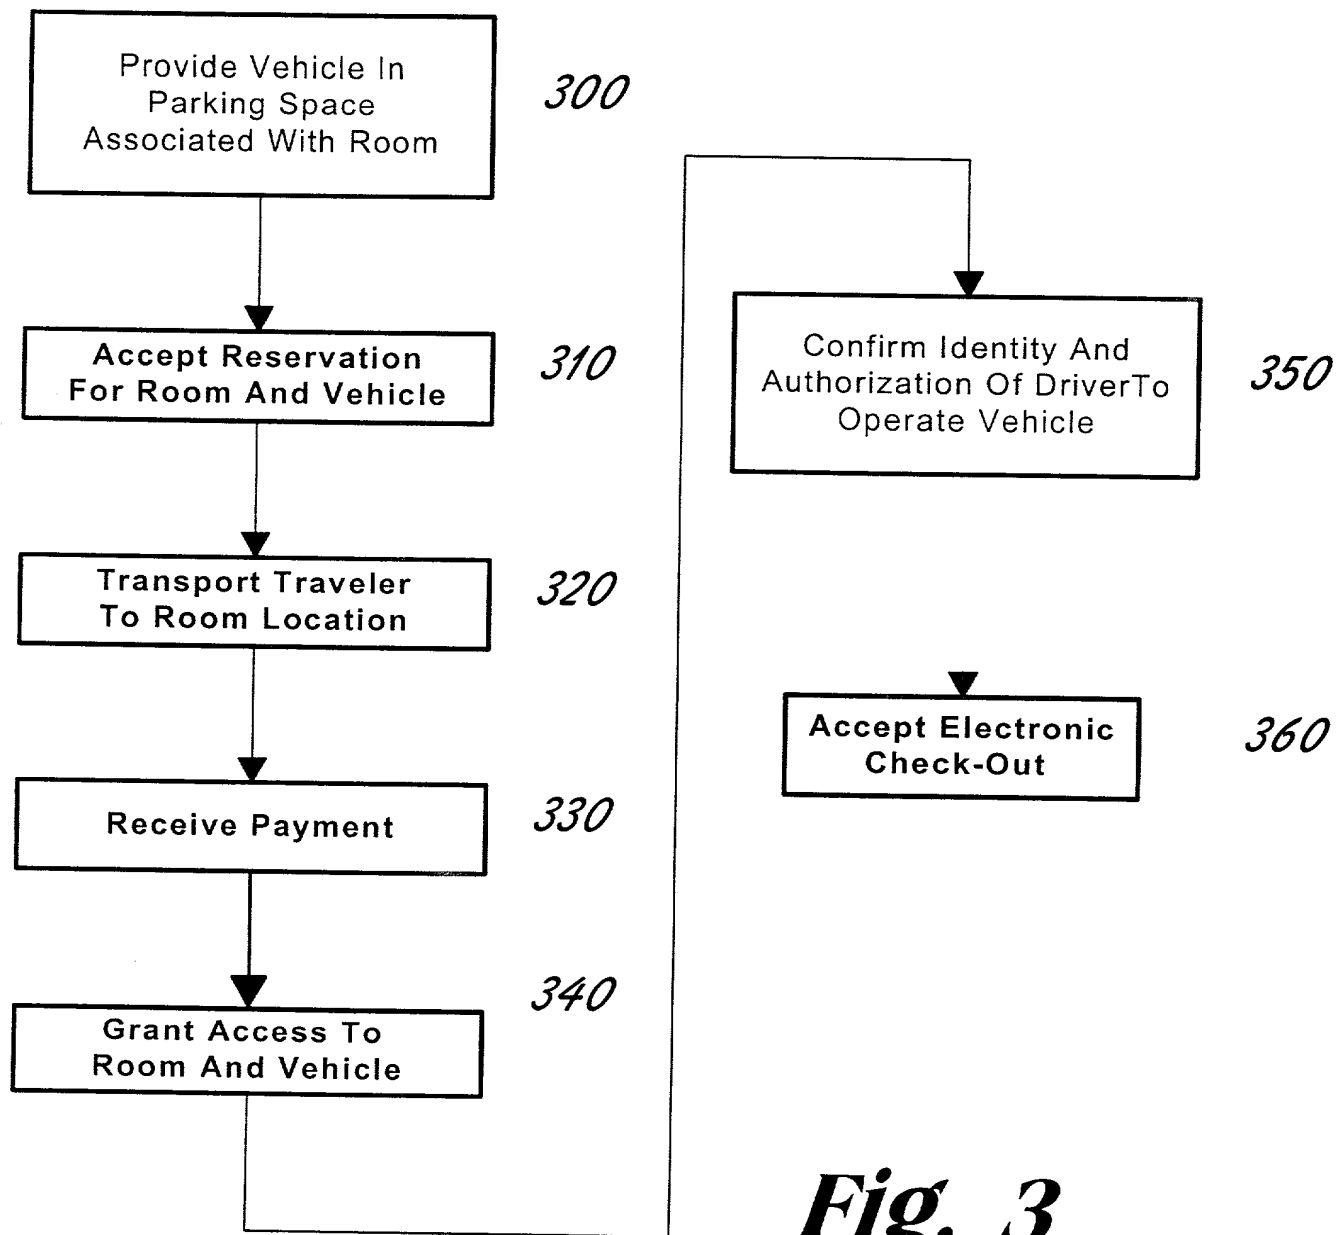 Provide Vehicle In
Parking Space
Associated With Room
300
Accept Reservation
For Room And Vehicle
310
Transport Traveler
To Room Location
320
Receive Payment
330
Grant Access To
Room And Vehicle
340
Confirm Identity And
Authorization Of DriverTo
Operate Vehicle
350
Accept Electronic
Check-Out
360
Fig. 3